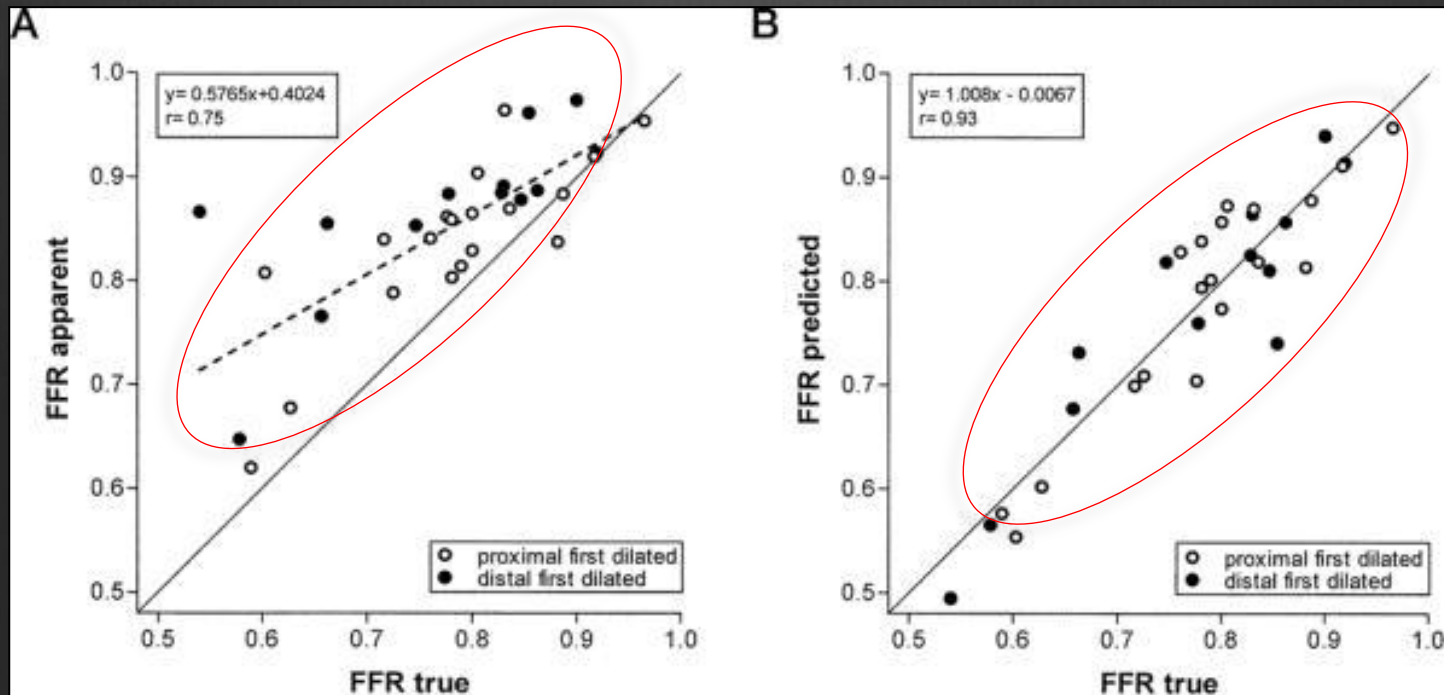 A
y= 0.5765x+0.4024
r= 0.75
1.0
0.9
0.8
0.7
0.6
0.5
FFR apparent
proximal first dilated
distal first dilated
0.5 0.6 0.7 0.8 0.9 1.0
FFR true
B
y= 1.008x - 0.0067
r= 0.93
1.0
0.9
0.8
0.7
0.6
0.5
FFR predicted
proximal first dilated
distal first dilated
0.5 0.6 0.7 0.8 0.9 1.0
FFR true